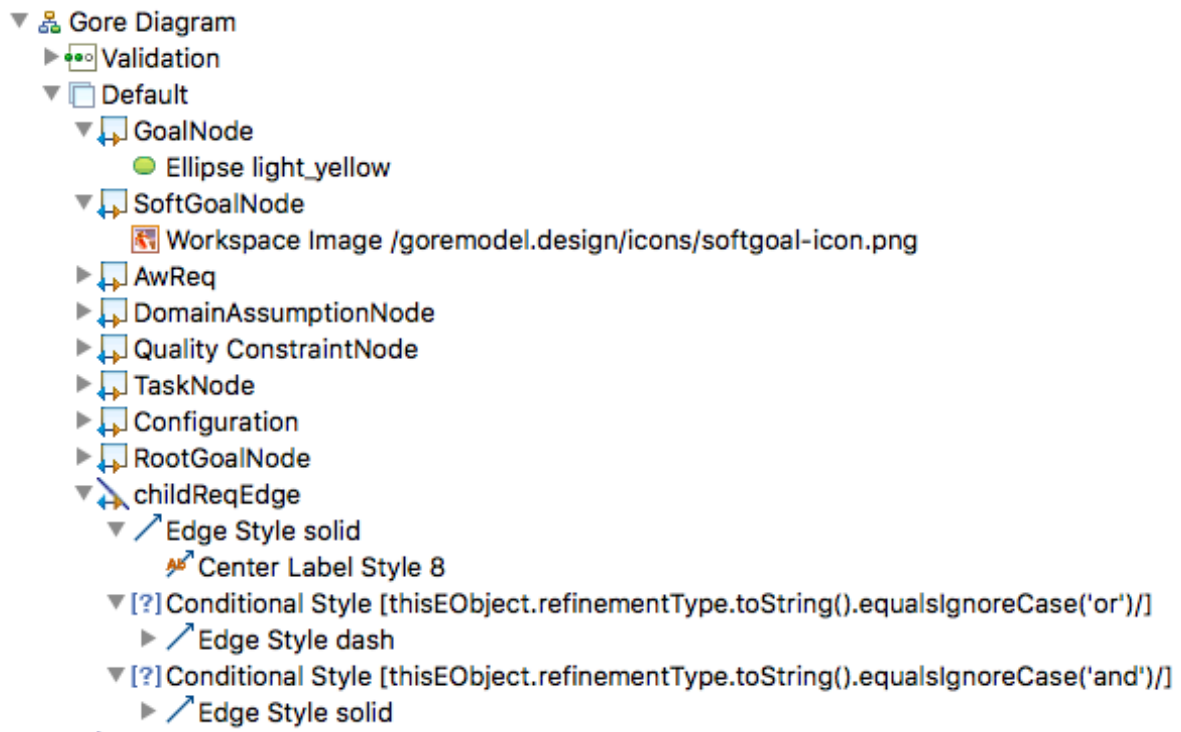 Gore Diagram
Validation
Default
GoalNode
Ellipse light_yellow
SoftGoalNode
Workspace Image /goremodel.design/icons/softgoal-icon.png
AwReq
DomainAssumptionNode
Quality ConstraintNode
TaskNode
Configuration
RootGoalNode
childReqEdge
Edge Style solid
Center Label Style 8
[?] Conditional Style [thisEObject.refinementType.toString().equalsIgnoreCase('or')/]
Edge Style dash
[?] Conditional Style [thisEObject.refinementType.toString().equalsIgnoreCase('and')/]
Edge Style solid